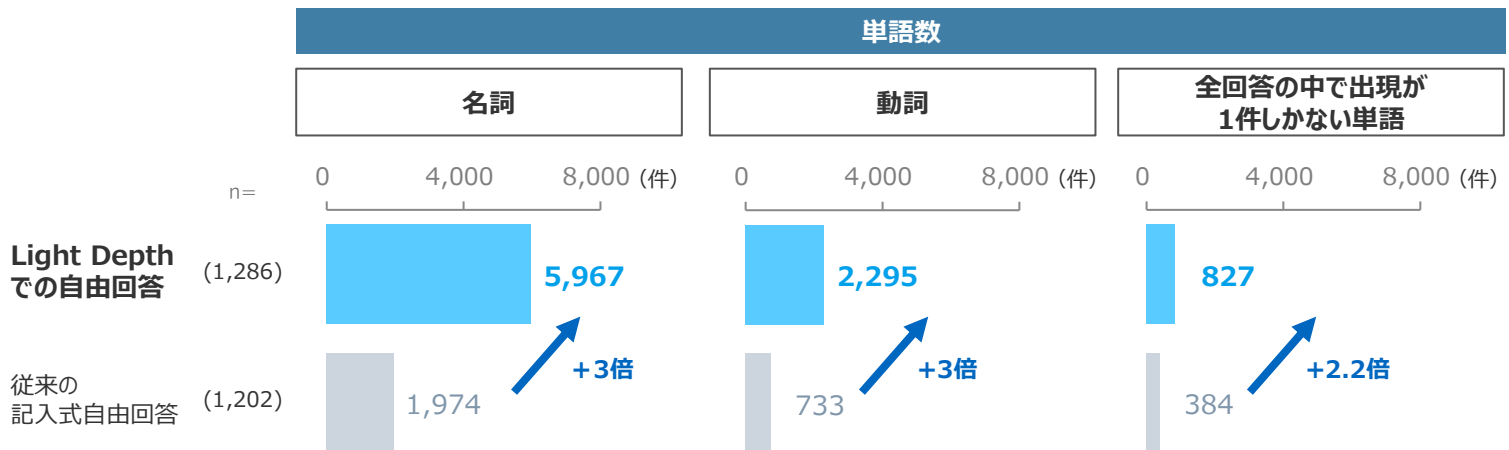 単語数
名詞
動詞
全回答の中で出現が
1件しかない単語
n=
0 4,000 8,000 (件)
0 4,000 8,000 (件)
0 4,000 8,000 (件)
Light Depth
での自由回答
(1,286)
5,967
2,295
827
+3倍
+3倍
+2.2倍
従来の
記入式自由回答
(1,202)
1,974
733
384